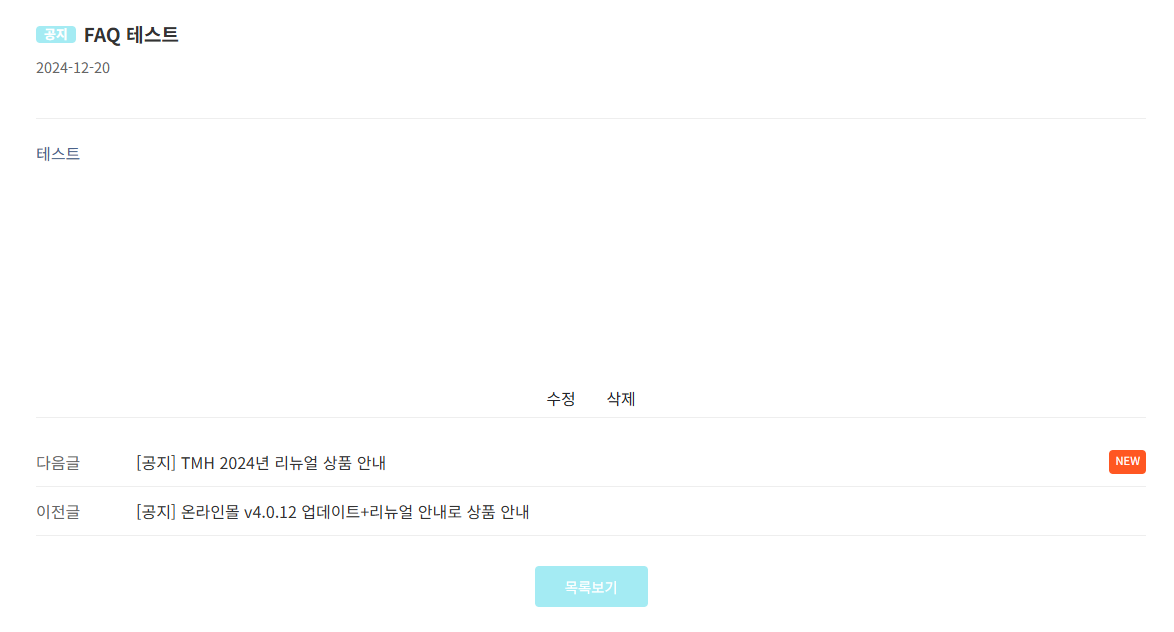 공지 FAQ 테스트
2024-12-20
테스트
수정 삭제
다음글 [공지] TMH 2024년 리뉴얼 상품 안내 NEW
이전글 [공지] 온라인몰 v4.0.12 업데이트+리뉴얼 안내로 상품 안내
목록보기